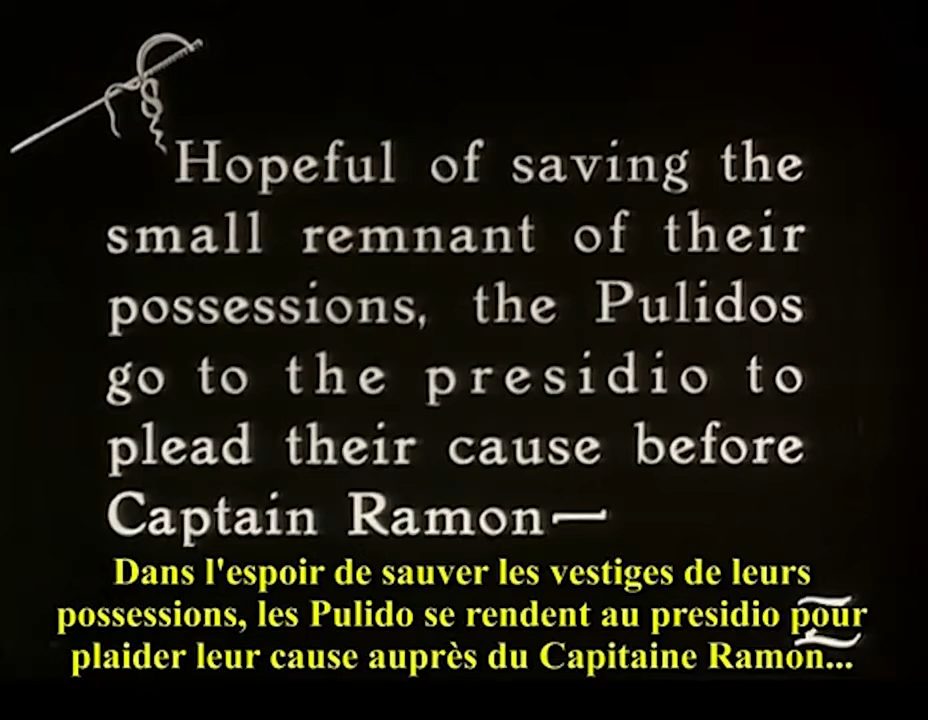 Hopeful of saving the
small remnant of their
possessions, the Pulidos
go to the presidio to
plead their cause before
Captain Ramon—
Dans l'espoir de sauver les vestiges de leurs
possessions, les Pulido se rendent au presidio pour
plaider leur cause auprès du Capitaine Ramon...